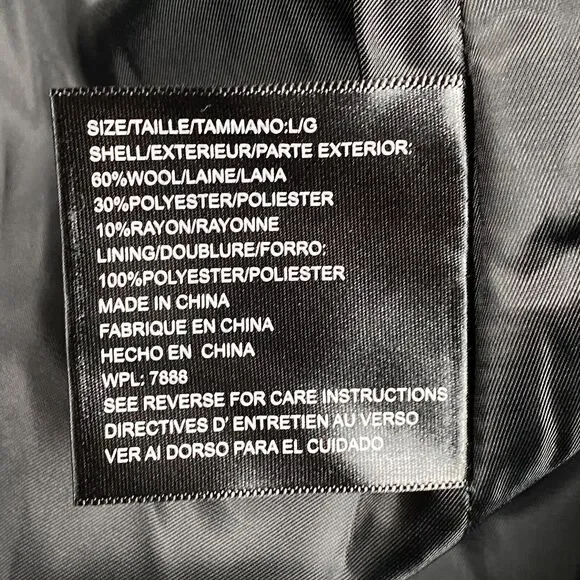 SIZE/TAILLE/TAMMANO:L/G
SHELL/EXTERIEUR/PARTE EXTERIOR:
60%WOOL/LAINE/LANA
30%POLYESTER/POLIESTER
10%RAYON/RAYONNE
LINING/DOUBLURE/FORRO:
100%POLYESTER/POLIESTER
MADE IN CHINA
FABRIQUE EN CHINA
HECHO EN CHINA
WPL: 7888
SEE REVERSE FOR CARE INSTRUCTIONS
DIRECTIVES D' ENTRETIEN AU VERSO
VER AI DORSO PARA EL CUIDADO